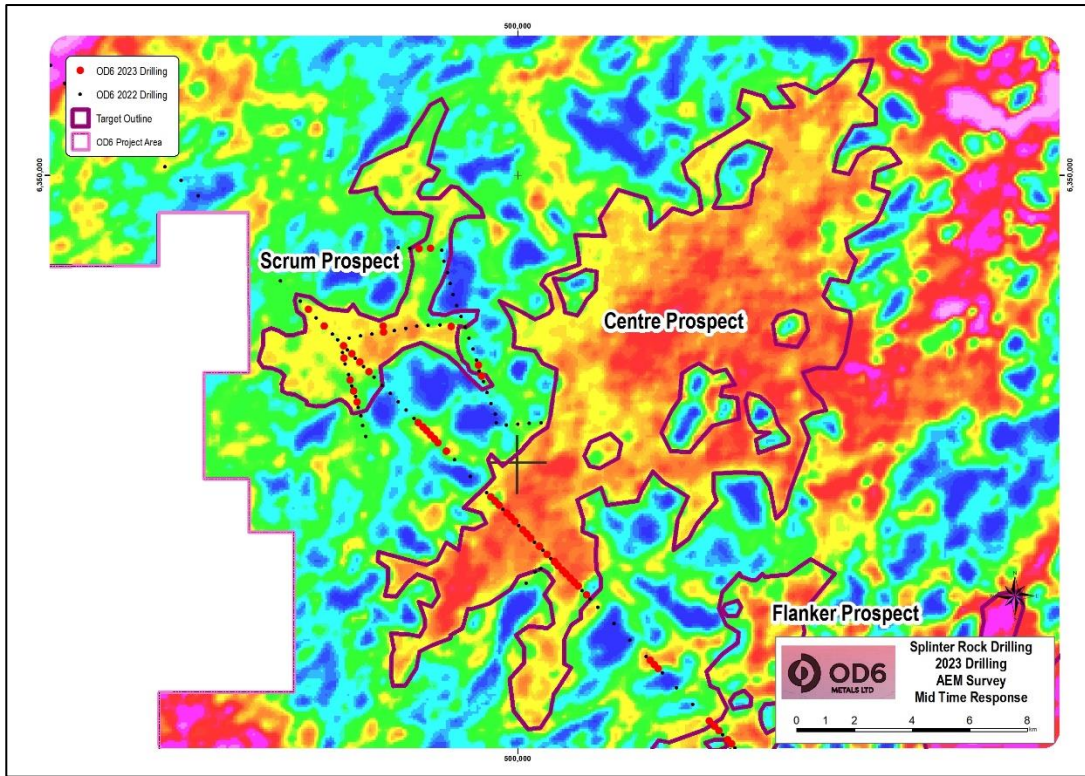 500,000
OD6 2023 Drilling
OD6 2022 Drilling
Target Outline
OD6 Project Area
6,350,000
6,350,000
Scrum Prospect
Centre Prospect
Flanker Prospect
N
OD6
METALS LTD
Splinter Rock Drilling
2023 Drilling
AEM Survey
Mid Time Response
0 1 2 4 6 8
km
500,000